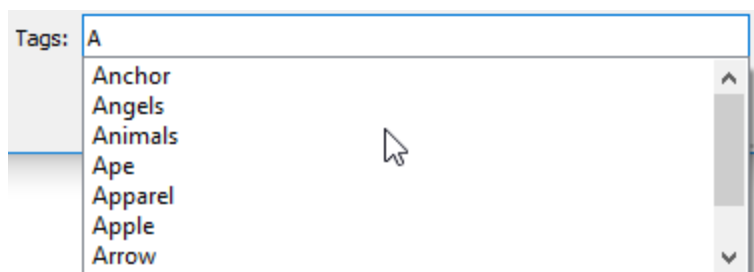 Tags: A
Anchor
Angels
Animals
Ape
Apparel
Apple
Arrow